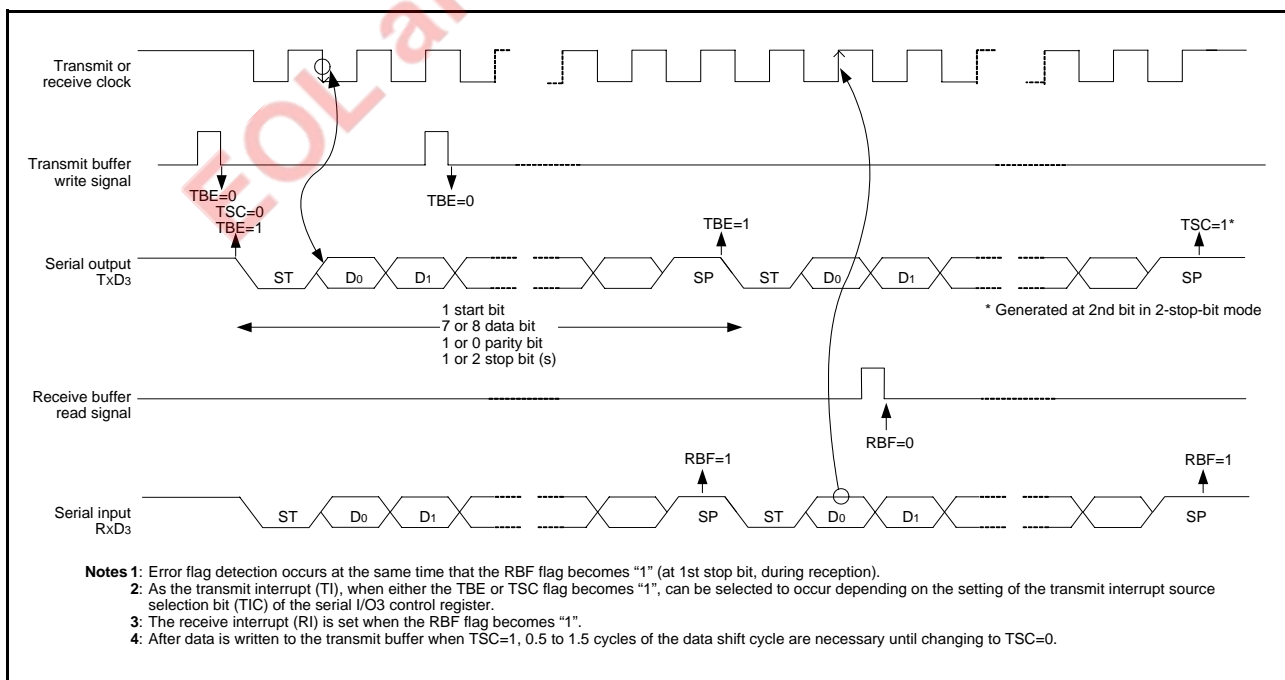 EOL an
Transmit or
receive clock
Transmit buffer
write signal
TBE=0
TSC=0
TBE=1
TBE=0
TBE=1
TSC=1*
Serial output
TxD3
ST
D0
D1
SP
ST
D0
D1
SP
1 start bit
7 or 8 data bit
1 or 0 parity bit
1 or 2 stop bit (s)
* Generated at 2nd bit in 2-stop-bit mode
Receive buffer
read signal
RBF=0
RBF=1
RBF=1
Serial input
RxD3
ST
D0
D1
SP
ST
D0
D1
SP
Notes 1: Error flag detection occurs at the same time that the RBF flag becomes “1” (at 1st stop bit, during reception).
2: As the transmit interrupt (TI), when either the TBE or TSC flag becomes “1”, can be selected to occur depending on the setting of the transmit interrupt source
selection bit (TIC) of the serial I/O3 control register.
3: The receive interrupt (RI) is set when the RBF flag becomes “1”.
4: After data is written to the transmit buffer when TSC=1, 0.5 to 1.5 cycles of the data shift cycle are necessary until changing to TSC=0.